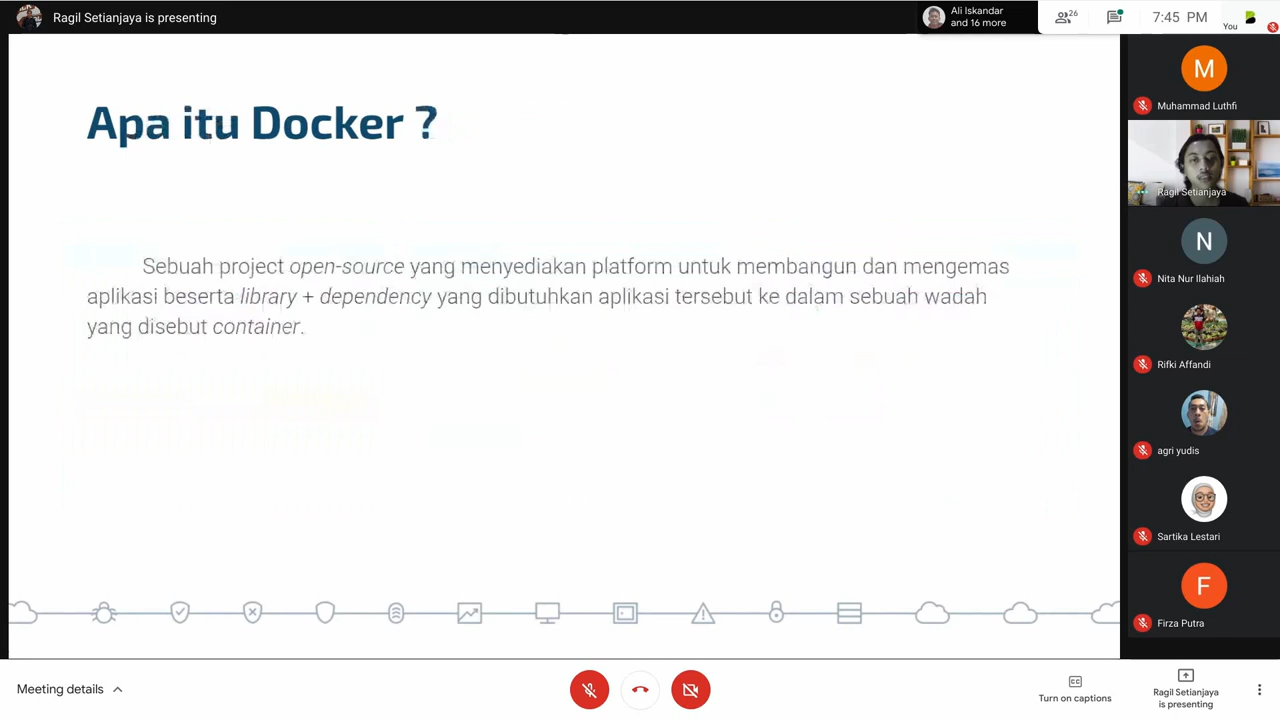 Ragil Setianjaya is presenting
Ali Iskandar
and 16 more
26
7:45 PM
You
Apa itu Docker ?
Sebuah project open-source yang menyediakan platform untuk membangun dan mengemas
aplikasi beserta library + dependency yang dibutuhkan aplikasi tersebut ke dalam sebuah wadah
yang disebut container.
M
Muhammad Luthfi
Ragil Setianjaya
N
Nita Nur Ilahiah
Rifki Affandi
agri yudis
Sartika Lestari
F
Firza Putra
Meeting details
CC
Turn on captions
Ragil Setianjaya
is presenting